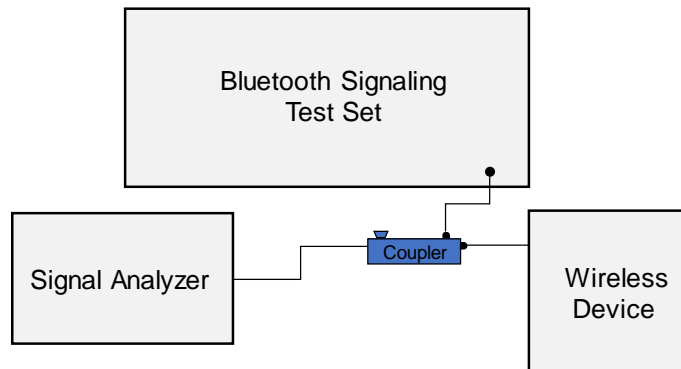 Bluetooth Signaling
Test Set
Coupler
Signal Analyzer
Wireless
Device